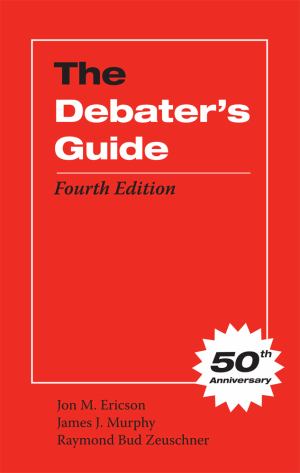 The
Debater's
Guide
Fourth Edition
50th
Anniversary
Jon M. Ericson
James J. Murphy
Raymond Bud Zeuschner